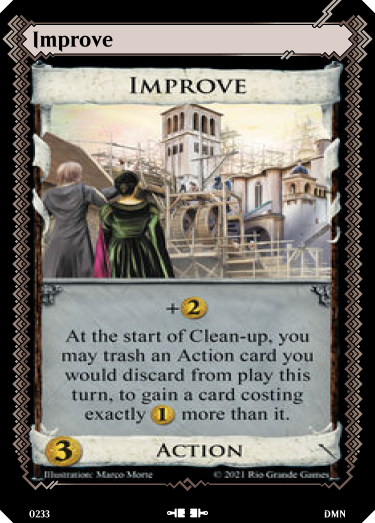 Improve
IMPROVE
+2
At the start of Clean-up, you
may trash an Action card you
would discard from play this
turn, to gain a card costing
exactly 1 more than it.
3
ACTION
Illustration: Marco Morte
© 2021 Rio Grande Games
0233
DMN